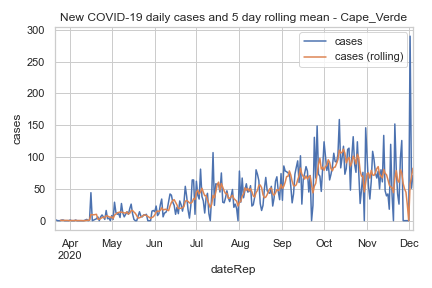 New COVID-19 daily cases and 5 day rolling mean - Cape_Verde
cases
cases (rolling)
300
250
200
150
100
50
0
cases
Apr May Jun Jul Aug Sep Oct Nov Dec
2020
dateRep